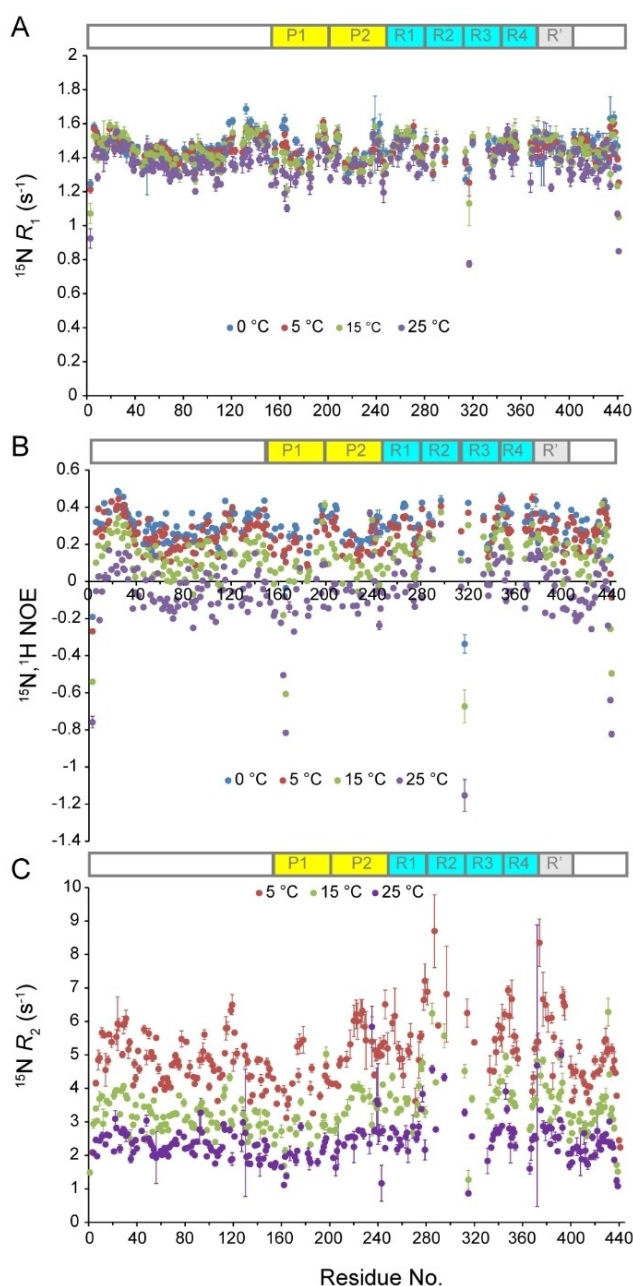 A
P1 P2 R1 R2 R3 R4 R'
2
1.8
1.6
1.4
1.2
1
0.8
0.6
0.4
0.2
0
¹⁵N R₁ (s⁻¹)
0 °C 5 °C 15 °C 25 °C
0 40 80 120 160 200 240 280 320 360 400 440
B
P1 P2 R1 R2 R3 R4 R'
0.6
0.4
0.2
0
-0.2
-0.4
-0.6
-0.8
-1
-1.2
-1.4
¹⁵N,¹H NOE
0 40 80 120 160 200 240 280 320 360 400 440
0 °C 5 °C 15 °C 25 °C
C
P1 P2 R1 R2 R3 R4 R'
5 °C 15 °C 25 °C
10
9
8
7
6
5
4
3
2
1
0
¹⁵N R₂ (s⁻¹)
0 40 80 120 160 200 240 280 320 360 400 440
Residue No.